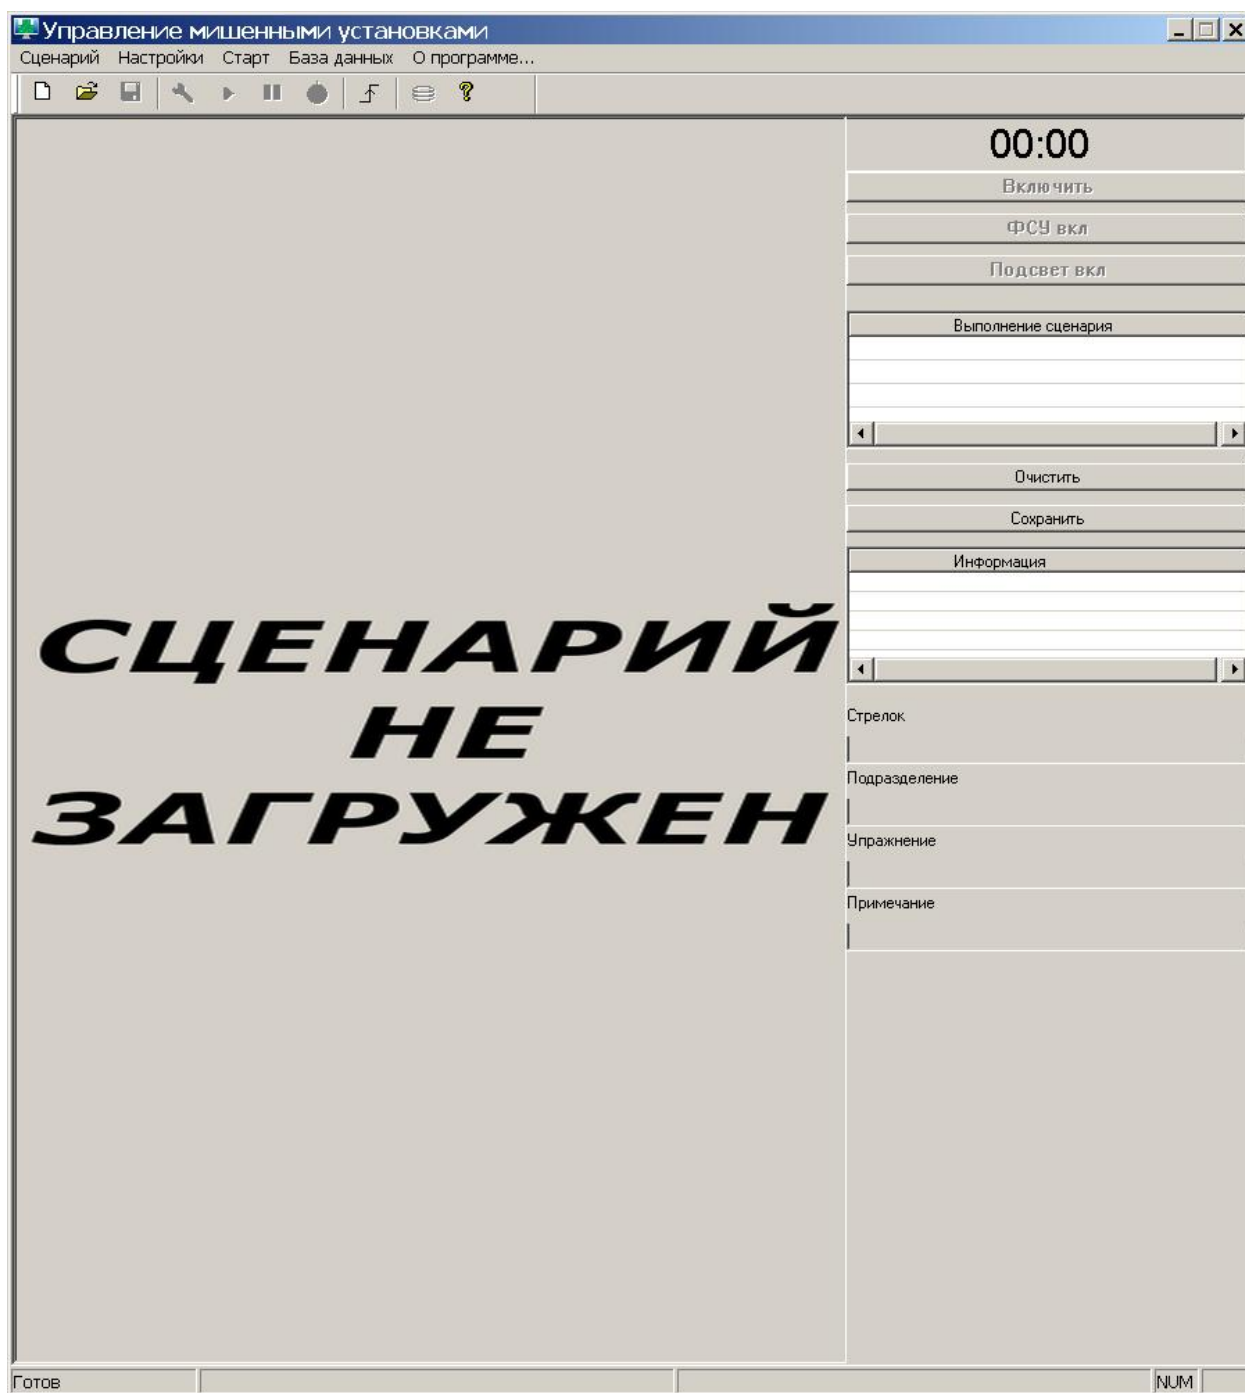 Управление мишенными установками
Сценарий Настройки Старт База данных О программе...
00:00
Включить
ФСУ вкл
Подсвет вкл
Выполнение сценария
Очистить
Сохранить
Информация
СЦЕНАРИЙ
НЕ
ЗАГРУЖЕН
Стрелок
Подразделение
Упражнение
Примечание
Готов
NUM